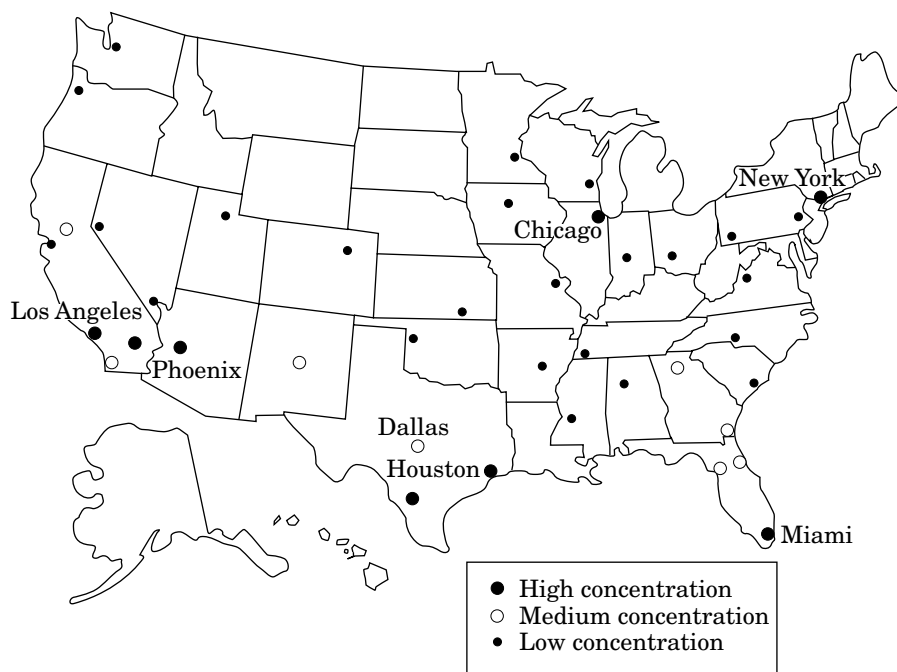 New York
Chicago
Los Angeles
Phoenix
Dallas
Houston
Miami
High concentration
Medium concentration
Low concentration